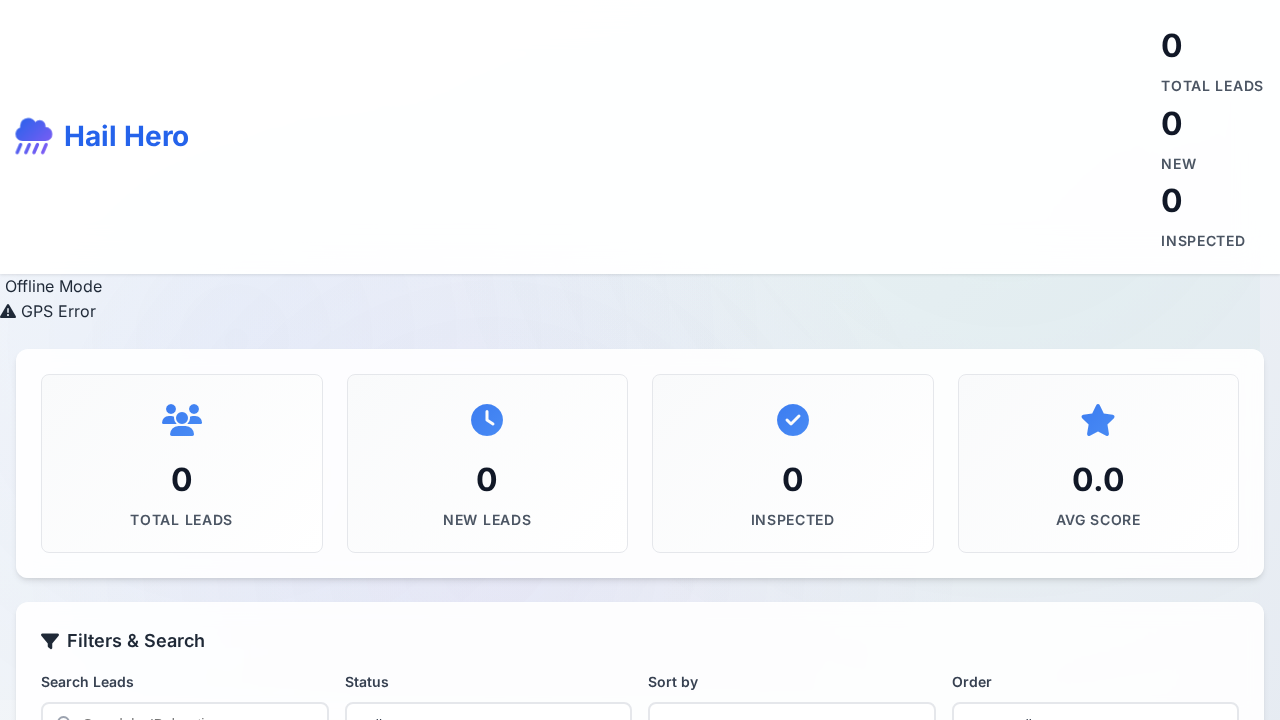 Hail Hero
0
TOTAL LEADS
0
NEW
0
INSPECTED
Offline Mode
GPS Error
0
TOTAL LEADS
0
NEW LEADS
0
INSPECTED
0.0
AVG SCORE
Filters & Search
Search Leads
Status
Sort by
Order